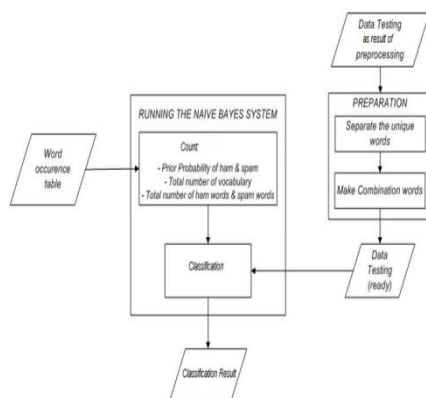 Data Testing
as result of
preprocessing
PREPARATION
Separate the unique
words
Make Combination words
Data
Testing
(ready)
RUNNING THE NAIVE BAYES SYSTEM
Count:
- Prior Probability of ham & spam
- Total number of vocabulary
- Total number of ham words & spam words
Word
occurence
table
Classification
Classification Result